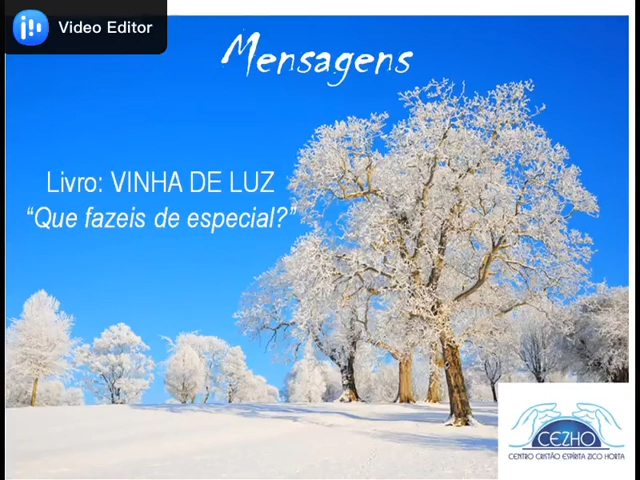 Video Editor
Mensagens
Livro: VINHA DE LUZ
“Que fazeis de especial?”
CEZHO
CENTRO CRISTÃO ESPÍRITA ZICO HORTA